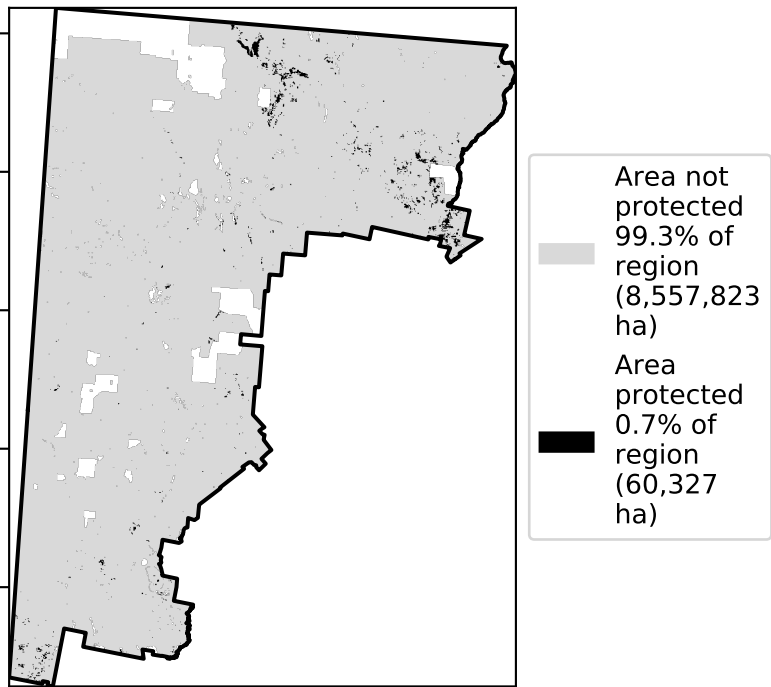 Area not
protected
99.3% of
region
(8,557,823
ha)
Area
protected
0.7% of
region
(60,327
ha)